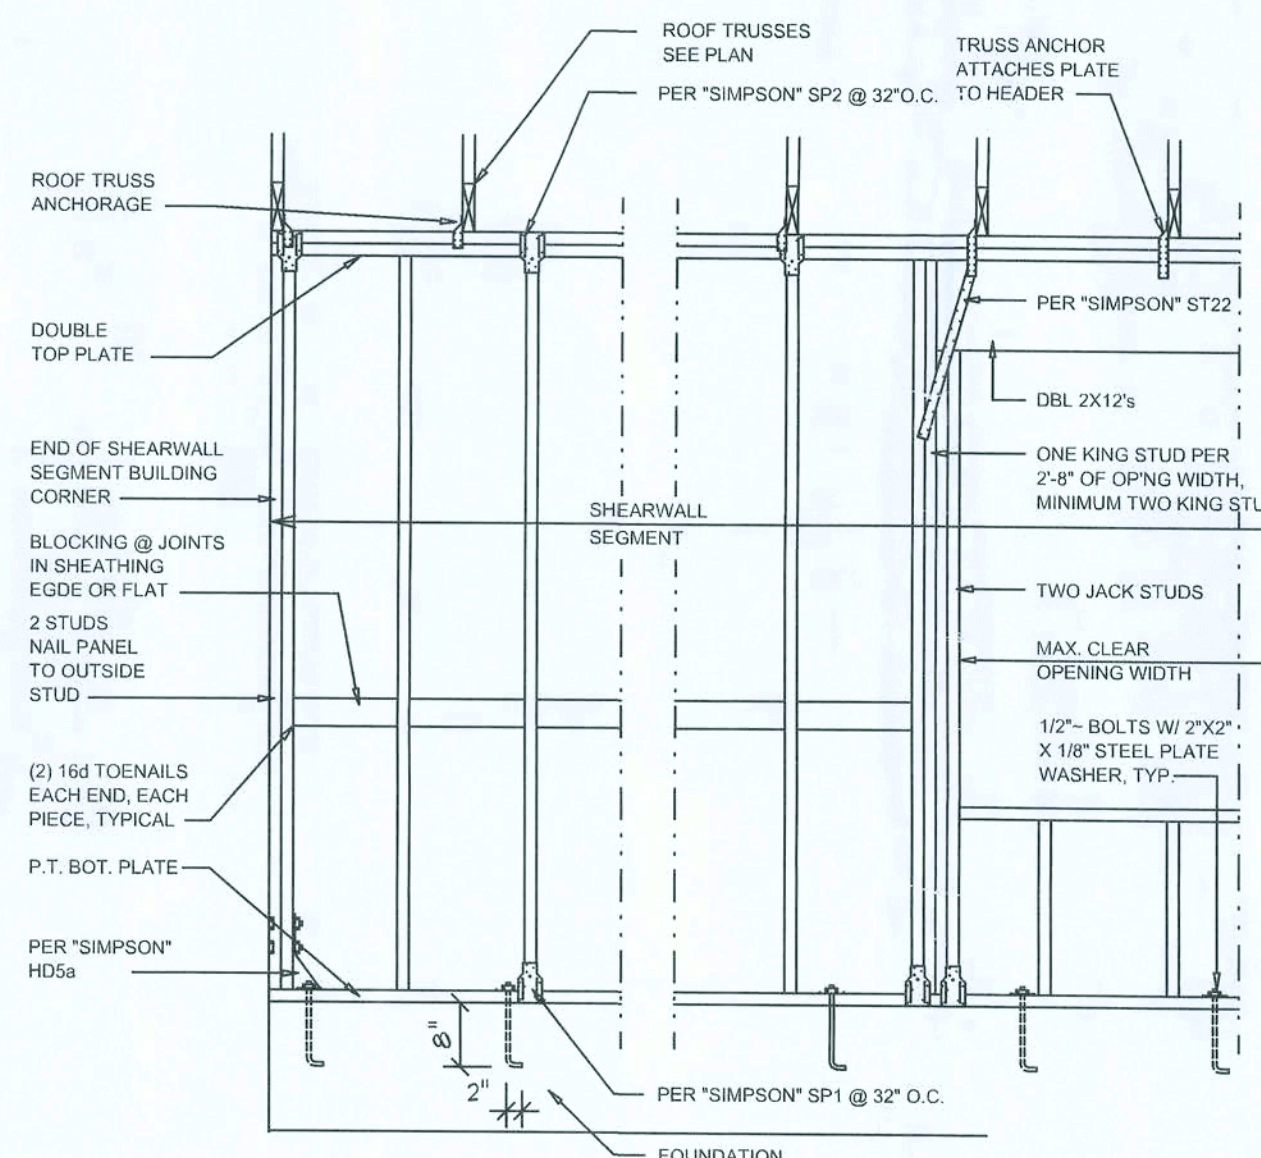 ROOF TRUSSES
SEE PLAN
TRUSS ANCHOR
ATTACHES PLATE
TO HEADER
PER "SIMPSON" SP2 @ 32"O.C.
ROOF TRUSS
ANCHORAGE
PER "SIMPSON" ST22
DOUBLE
TOP PLATE
DBL 2X12's
END OF SHEARWALL
SEGMENT BUILDING
CORNER
ONE KING STUD PER
2'-8" OF OP'NG WIDTH,
MINIMUM TWO KING STU
SHEARWALL
SEGMENT
BLOCKING @ JOINTS
IN SHEATHING
EGDE OR FLAT
TWO JACK STUDS
2 STUDS
NAIL PANEL
TO OUTSIDE
STUD
MAX. CLEAR
OPENING WIDTH
1/2"~ BOLTS W/ 2"X2"
X 1/8" STEEL PLATE
WASHER, TYP.
(2) 16d TOENAILS
EACH END, EACH
PIECE, TYPICAL
P.T. BOT. PLATE
PER "SIMPSON"
HD5a
8"
2"
PER "SIMPSON" SP1 @ 32" O.C.
FOUNDATION